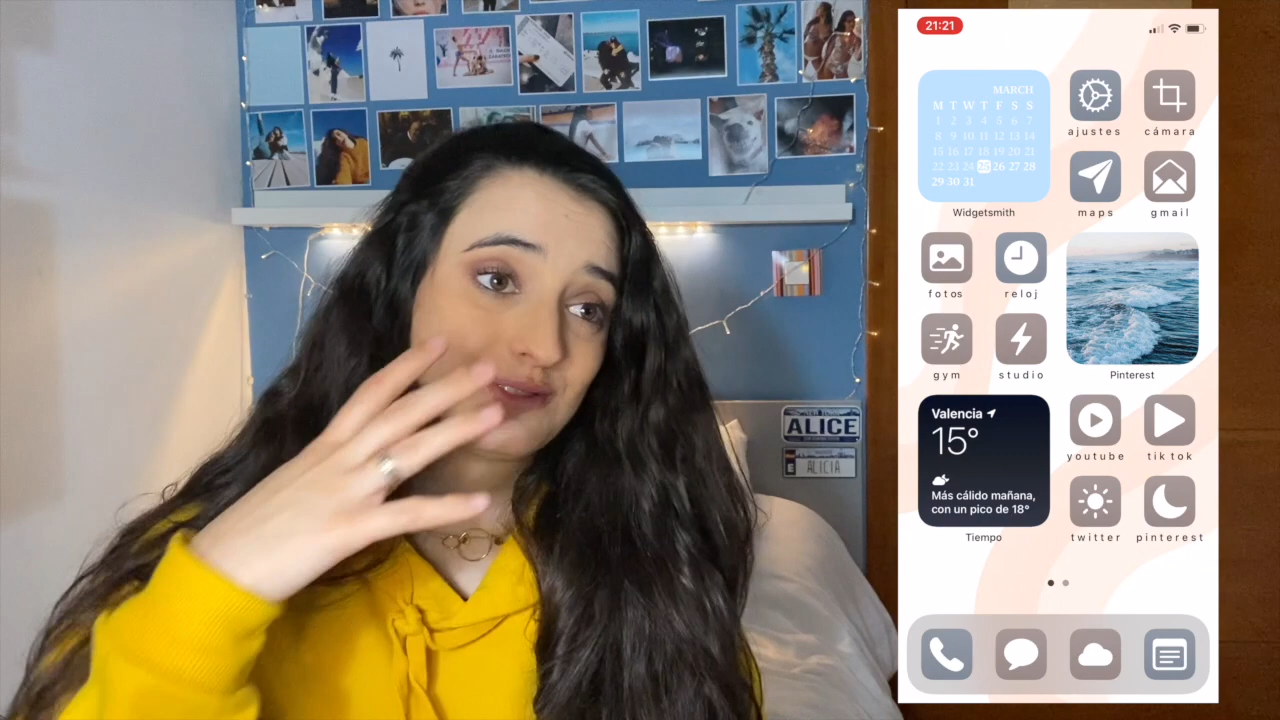 21:21
MARCH
M T W T F S S
1 2 3 4 5 6 7
8 9 10 11 12 13 14
15 16 17 18 19 20 21
22 23 24 25 26 27 28
29 30 31
Widgetsmith
ajustes
cámara
maps
gmail
fotos
reloj
gym
studio
Pinterest
Valencia
15°
Más cálido mañana,
con un pico de 18°
Tiempo
youtube
tik tok
twitter
pinterest
ALICE
E ALICIA